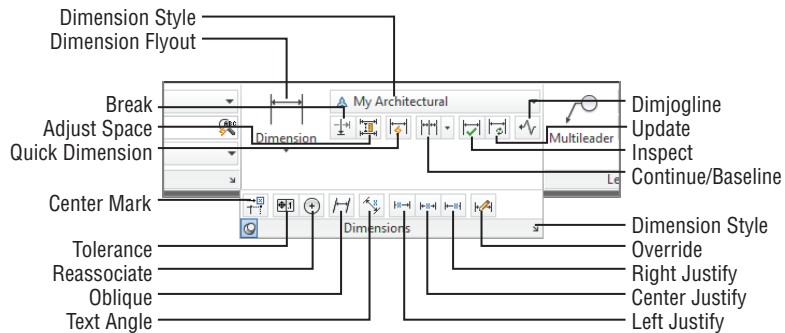 Dimension Style
Dimension Flyout
My Architectural
Break
Dimjogline
Adjust Space
Dimension
Multileader
Update
Quick Dimension
Inspect
Continue/Baseline
Le
Center Mark
Dimensions
Dimension Style
Tolerance
Override
Reassociate
Right Justify
Oblique
Center Justify
Text Angle
Left Justify